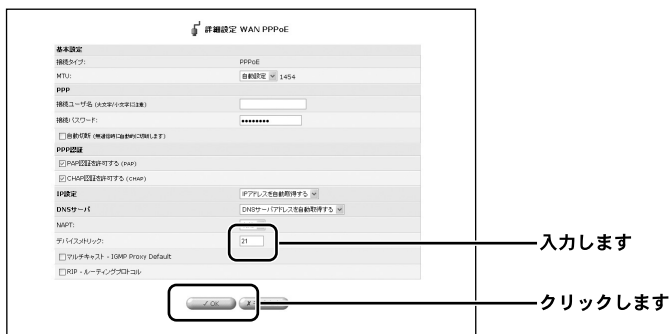 詳細設定 WAN PPPoE
基本設定
接続タイプ: PPPoE
MTU: 自動設定 1454
PPP
接続ユーザ名 (大文字/小文字に注意)
接続パスワード: ••••••••
自動切断 (無通信時に自動的に切断します)
PPP認証
PAP認証を許可する (PAP)
CHAP認証を許可する (CHAP)
IP設定 IPアドレスを自動取得する
DNSサーバ DNSサーバアドレスを自動取得する
NAPT:
デバイスメトリック: 21
入力します
マルチキャスト - IGMP Proxy Default
RIP - ルーティングプロトコル
✓ OK X
クリックします